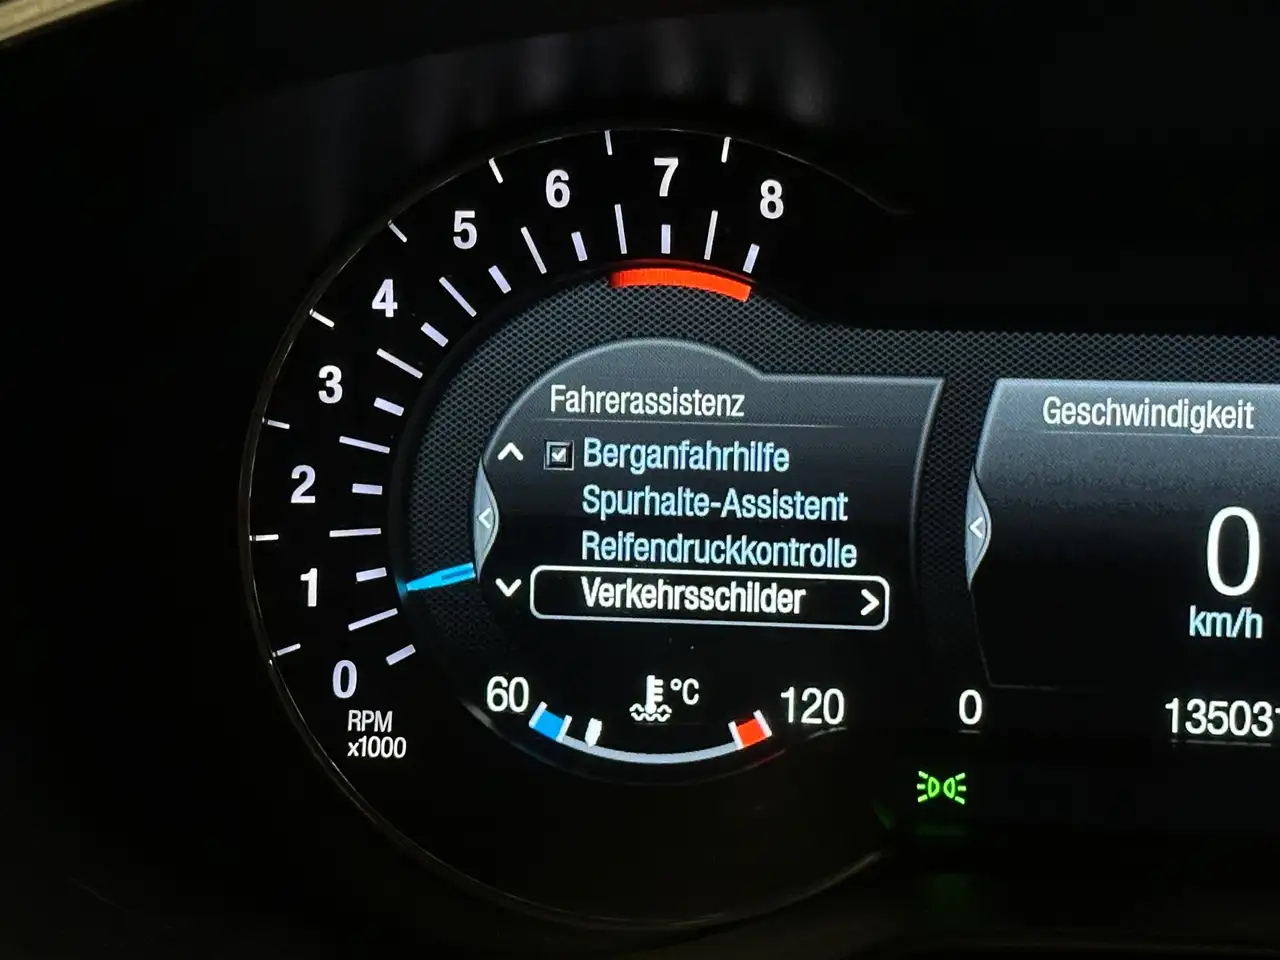 0
1
2
3
4
5
6
7
8
RPM
x1000
Fahrerassistenz
Berganfahrhilfe
Spurhalte-Assistent
Reifendruckkontrolle
Verkehrsschilder
60
°C
120
Geschwindigkeit
0
km/h
0
13503